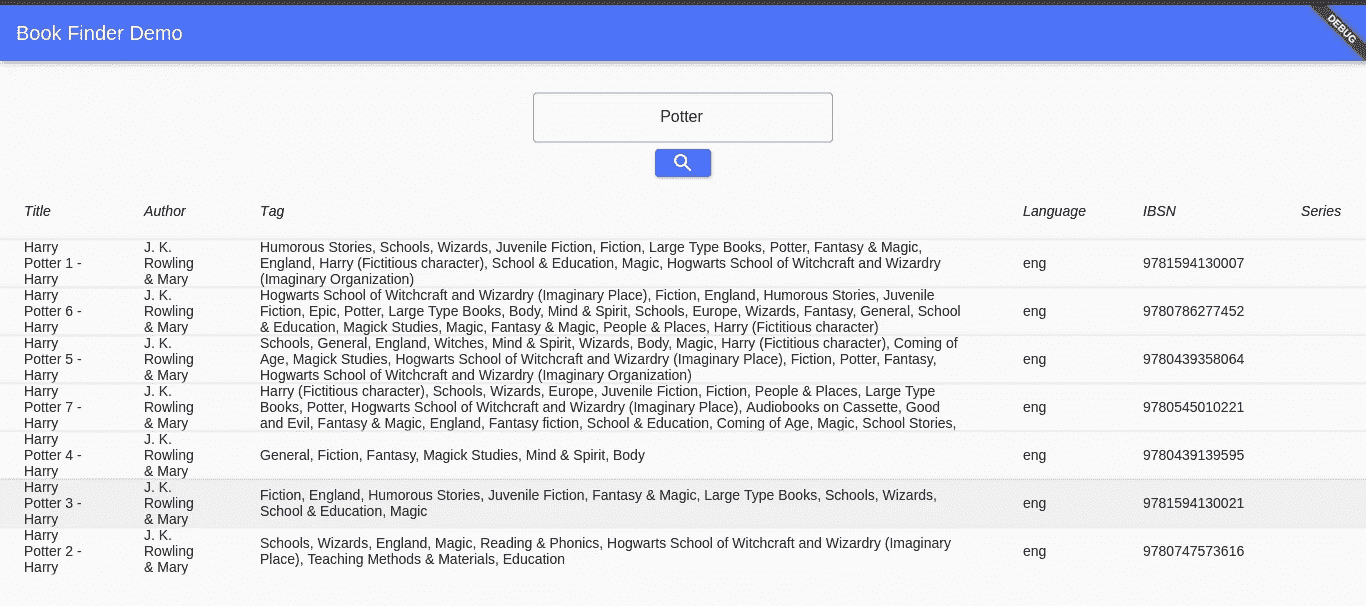 Book Finder Demo
DEBUG
Potter
Title Author Tag Language IBSN Series
Harry
Potter 1 -
Harry
J. K.
Rowling
& Mary
Humorous Stories, Schools, Wizards, Juvenile Fiction, Fiction, Large Type Books, Potter, Fantasy & Magic,
England, Harry (Fictitious character), School & Education, Magic, Hogwarts School of Witchcraft and Wizardry
(Imaginary Organization)
eng
9781594130007
Harry
Potter 6 -
Harry
J. K.
Rowling
& Mary
Hogwarts School of Witchcraft and Wizardry (Imaginary Place), Fiction, England, Humorous Stories, Juvenile
Fiction, Epic, Potter, Large Type Books, Body, Mind & Spirit, Schools, Europe, Wizards, Fantasy, General, School
& Education, Magick Studies, Magic, Fantasy & Magic, People & Places, Harry (Fictitious character)
eng
9780786277452
Harry
Potter 5 -
Harry
J. K.
Rowling
& Mary
Schools, General, England, Witches, Mind & Spirit, Wizards, Body, Magic, Harry (Fictitious character), Coming of
Age, Magick Studies, Hogwarts School of Witchcraft and Wizardry (Imaginary Place), Fiction, Potter, Fantasy,
Hogwarts School of Witchcraft and Wizardry (Imaginary Organization)
eng
9780439358064
Harry
Potter 7 -
Harry
J. K.
Rowling
& Mary
Harry (Fictitious character), Schools, Wizards, Europe, Juvenile Fiction, Fiction, People & Places, Large Type
Books, Potter, Hogwarts School of Witchcraft and Wizardry (Imaginary Place), Audiobooks on Cassette, Good
and Evil, Fantasy & Magic, England, Fantasy fiction, School & Education, Coming of Age, Magic, School Stories,
eng
9780545010221
Harry
Potter 4 -
Harry
J. K.
Rowling
& Mary
General, Fiction, Fantasy, Magick Studies, Mind & Spirit, Body
eng
9780439139595
Harry
Potter 3 -
Harry
J. K.
Rowling
& Mary
Fiction, England, Humorous Stories, Juvenile Fiction, Fantasy & Magic, Large Type Books, Schools, Wizards,
School & Education, Magic
eng
9781594130021
Harry
Potter 2 -
Harry
J. K.
Rowling
& Mary
Schools, Wizards, England, Magic, Reading & Phonics, Hogwarts School of Witchcraft and Wizardry (Imaginary
Place), Teaching Methods & Materials, Education
eng
9780747573616